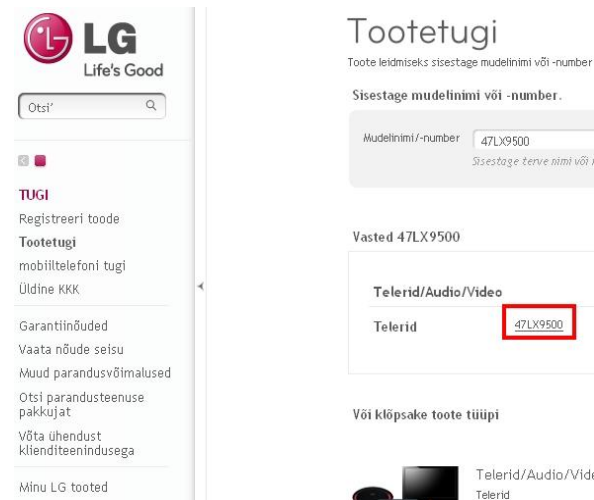 LG
Life's Good
Otsi'
TUGI
Registreeri toode
Tootetugi
mobiiltelefoni tugi
Üldine KKK
Garantiinõuded
Vaata nõude seisu
Muud parandusvõimalused
Otsi parandusteenuse
pakkujat
Võta ühendust
klienditeenindusega
Minu LG tooted
Tootetugi
Toote leidmiseks sisestage mudelinimi või -number
Sisestage mudelinimi või -number.
Mudelinimi/-number 47LX9500
Sisestage terve nimi või
Vasted 47LX9500
Telerid/Audio/Video
Telerid 47LX9500
Või klõpsake toote tüüpi
Telerid/Audio/Vide
Telerid